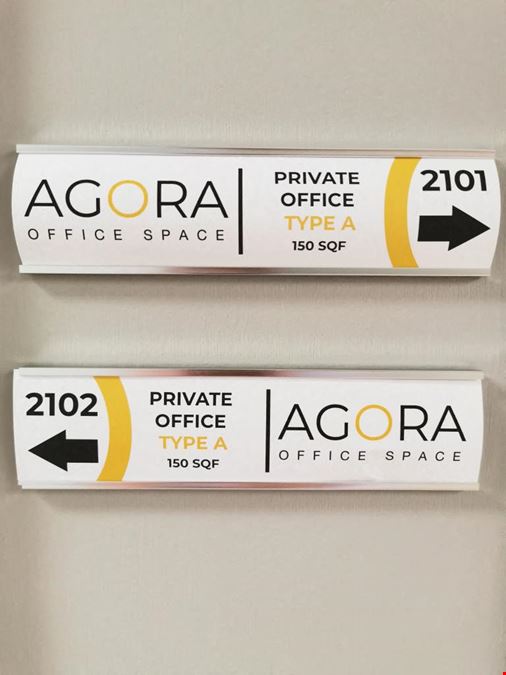 AGORA
OFFICE SPACE
PRIVATE
OFFICE
TYPE A
150 SQF
2101
2102
PRIVATE
OFFICE
TYPE A
150 SQF
AGORA
OFFICE SPACE